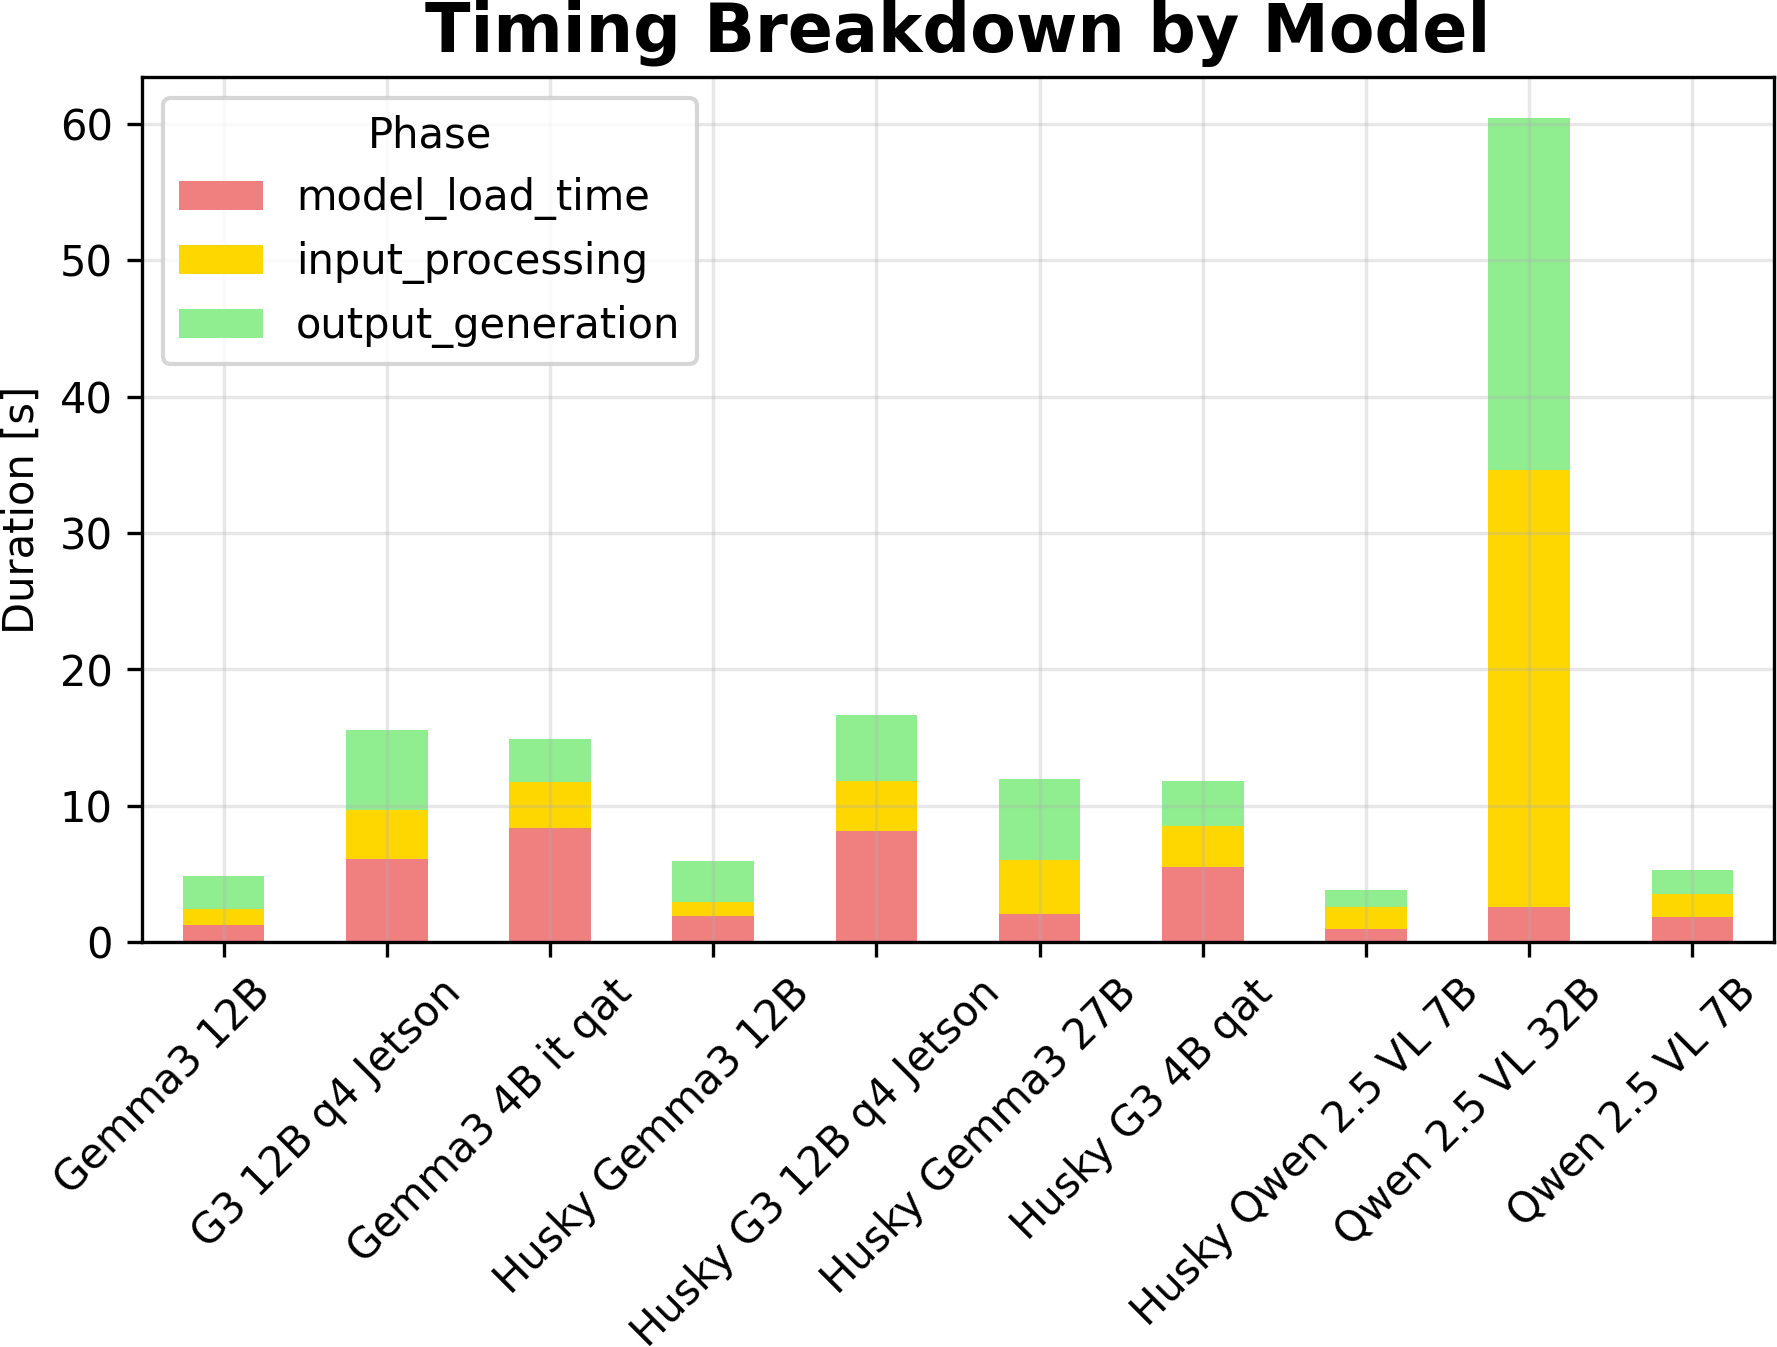 Timing Breakdown by Model
Phase
model_load_time
input_processing
output_generation
Duration [s]
60
50
40
30
20
10
0
Gemma3 12B
G3 12B q4 Jetson
Gemma3 4B it qat
Husky Gemma3 12B
Husky G3 12B q4 Jetson
Husky Gemma3 27B
Husky G3 4B qat
Husky Qwen 2.5 VL 7B
Qwen 2.5 VL 32B
Qwen 2.5 VL 7B